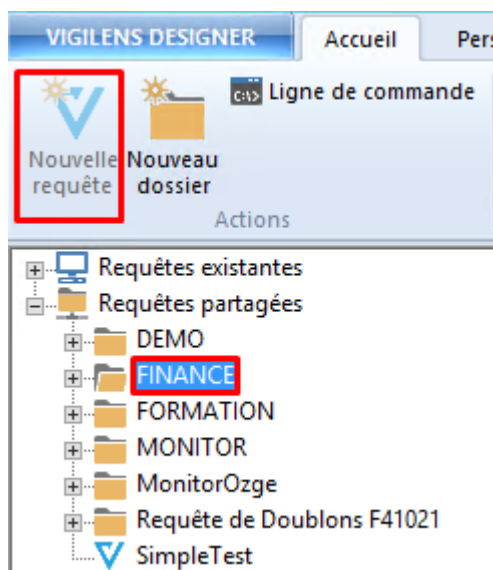 VIGILENS DESIGNER Accueil Pers
Ligne de commande
Nouvelle Nouveau
requête dossier
Actions
Requêtes existantes
Requêtes partagées
DEMO
FINANCE
FORMATION
MONITOR
MonitorOzge
Requête de Doublons F41021
SimpleTest